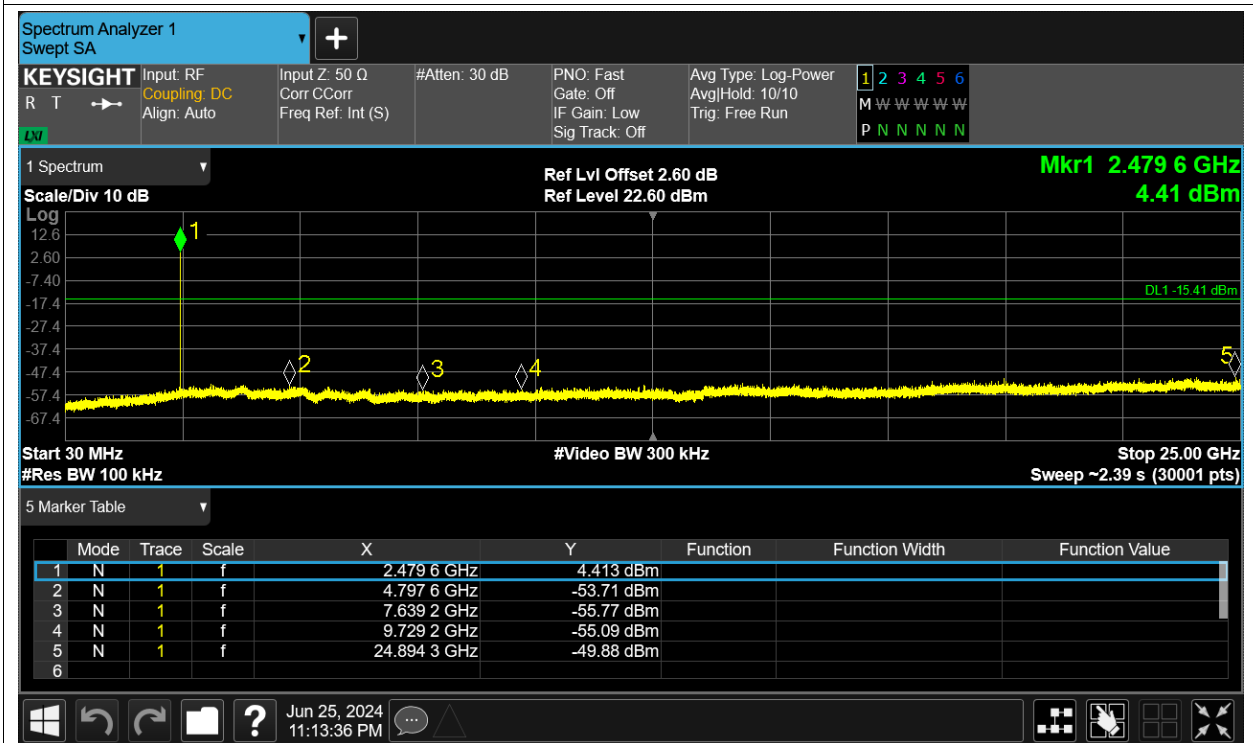 Spectrum Analyzer 1
Swept SA
KEYSIGHT
R T
LXI
Input: RF
Coupling: DC
Align: Auto
Input Z: 50 Ω
Corr CCorr
Freq Ref: Int (S)
#Atten: 30 dB
PNO: Fast
Gate: Off
IF Gain: Low
Sig Track: Off
Avg Type: Log-Power
Avg|Hold: 10/10
Trig: Free Run
1 2 3 4 5 6
M W W W W W
P N N N N N
1 Spectrum
Scale/Div 10 dB
Ref Lvl Offset 2.60 dB
Ref Level 22.60 dBm
Mkr1 2.479 6 GHz
4.41 dBm
Log
12.6
2.60
-7.40
-17.4
-27.4
-37.4
-47.4
-57.4
-67.4
1
DL1 -15.41 dBm
2
3
4
5
Start 30 MHz
#Video BW 300 kHz
Stop 25.00 GHz
#Res BW 100 kHz
Sweep ~2.39 s (30001 pts)
5 Marker Table
Mode Trace Scale X Y Function Function Width Function Value
1 N 1 f 2.479 6 GHz 4.413 dBm
2 N 1 f 4.797 6 GHz -53.71 dBm
3 N 1 f 7.639 2 GHz -55.77 dBm
4 N 1 f 9.729 2 GHz -55.09 dBm
5 N 1 f 24.894 3 GHz -49.88 dBm
6
?
Jun 25, 2024
11:13:36 PM